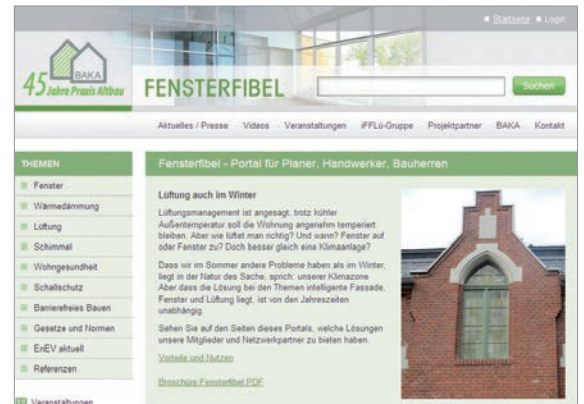 Startseite Login
BAKA
45 Jahre Praxis Altbau
FENSTERFIBEL
Suchen
Aktuelles / Presse Videos Veranstaltungen iFFLü-Gruppe Projektpartner BAKA Kontakt
THEMEN
Fenster
Wärmedämmung
Lüftung
Schimmel
Wohngesundheit
Schallschutz
Barrierefreies Bauen
Gesetze und Normen
EnEV aktuell
Referenzen
Veranstaltungen
Fensterfibel - Portal für Planer, Handwerker, Bauherren
Lüftung auch im Winter
Lüftungsmanagement ist angesagt, trotz kühler
Außentemperatur soll die Wohnung angenehm temperiert
bleiben. Aber wie lüftet man richtig? Und wann? Fenster auf
oder Fenster zu? Doch besser gleich eine Klimaanlage?
Dass wir im Sommer andere Probleme haben als im Winter,
liegt in der Natur des Sache, sprich: unserer Klimazone.
Aber dass die Lösung bei den Themen intelligente Fassade,
Fenster und Lüftung liegt, ist von den Jahreszeiten
unabhängig.
Sehen Sie auf den Seiten dieses Portals, welche Lösungen
unsere Mitglieder und Netzwerkpartner zu bieten haben.
Vorteile und Nutzen
Broschüre Fensterfibel PDF